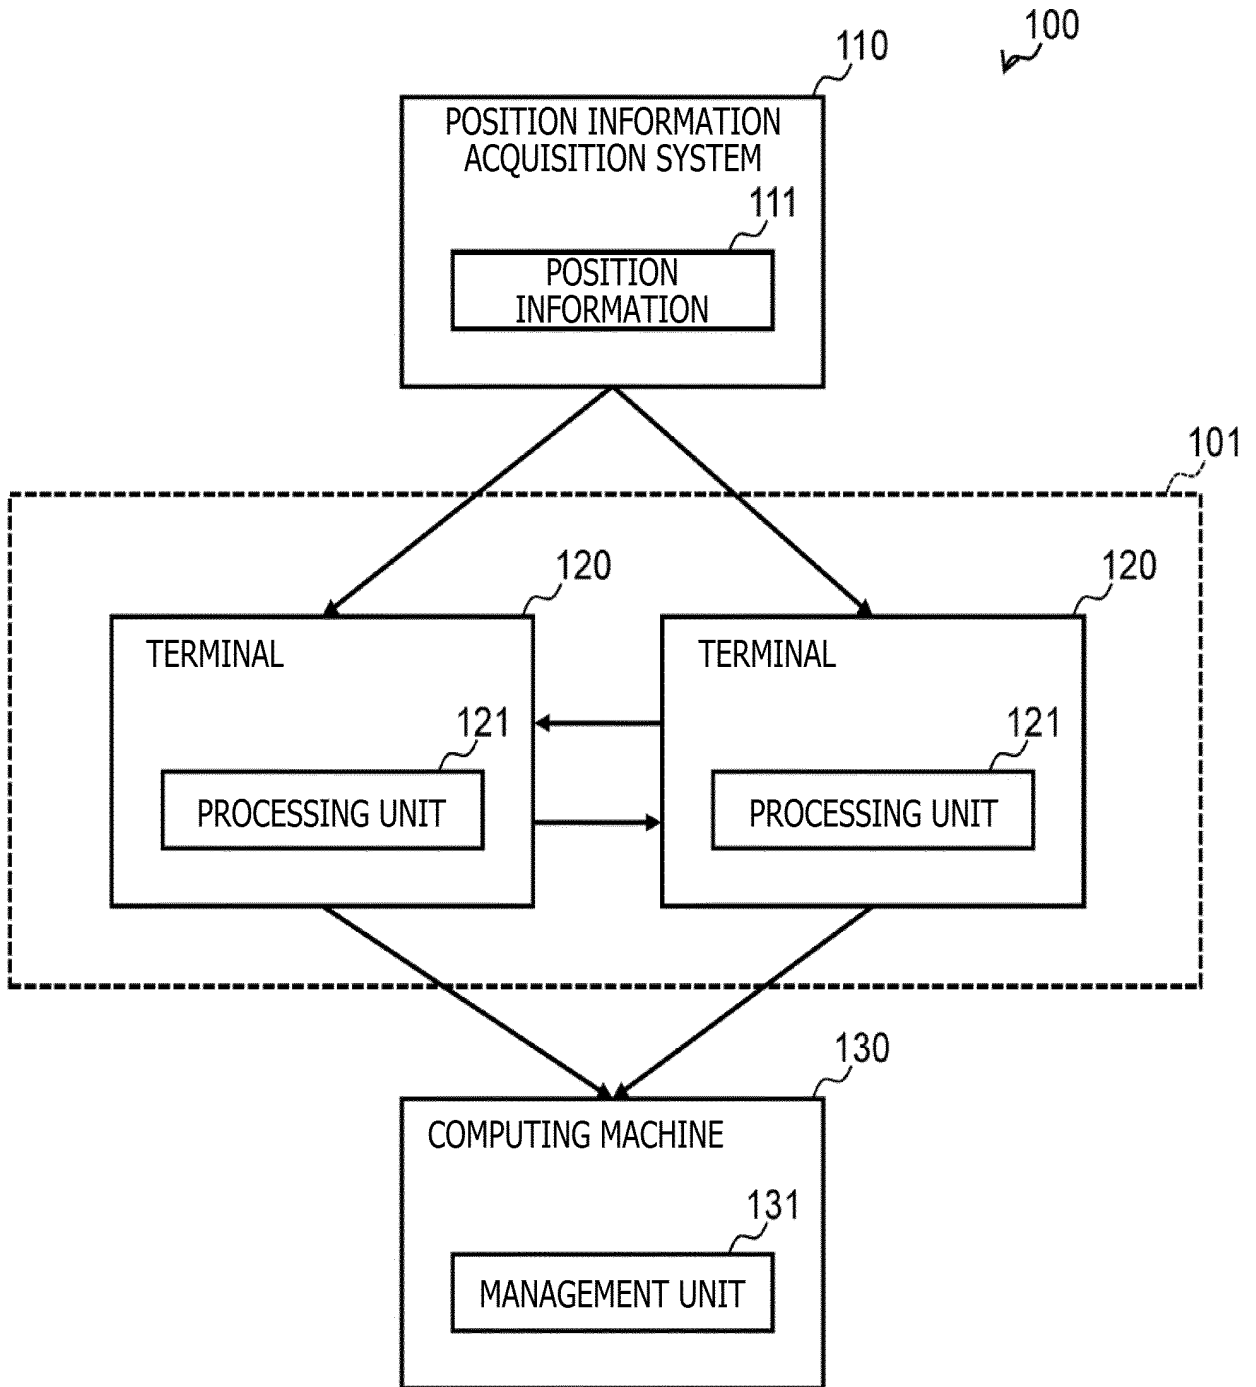 100
110
POSITION INFORMATION
ACQUISITION SYSTEM
111
POSITION
INFORMATION
101
120
120
TERMINAL
TERMINAL
121
121
PROCESSING UNIT
PROCESSING UNIT
130
COMPUTING MACHINE
131
MANAGEMENT UNIT